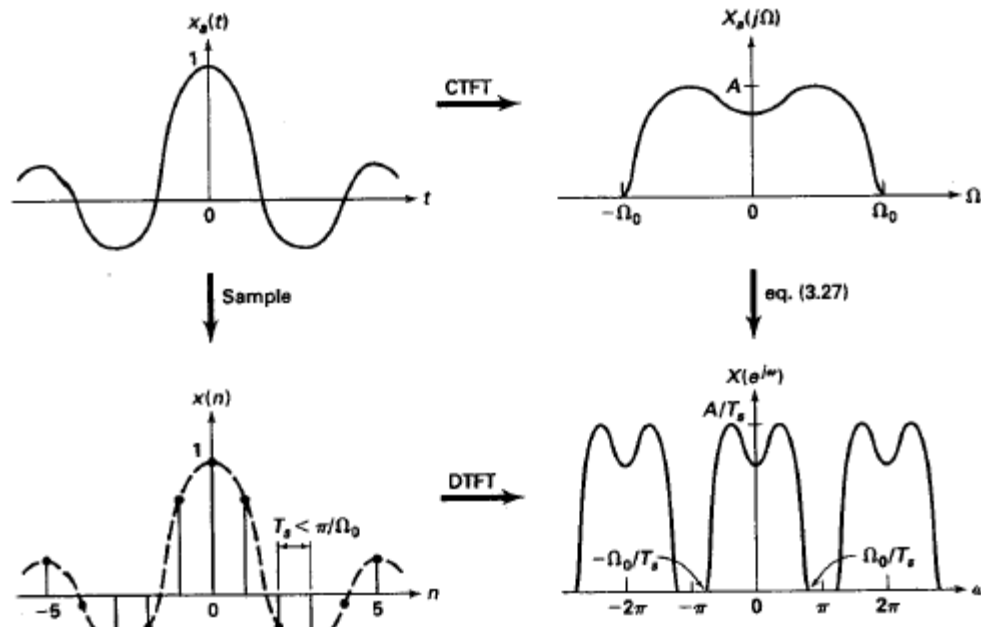 xₐ(t)
1
0
t
CTFT
Xₐ(jΩ)
A
-Ω₀
0
Ω₀
Ω
Sample
eq. (3.27)
x(n)
1
Tₛ < π/Ω₀
-5
0
5
n
DTFT
X(eʲʷ)
A/Tₛ
-Ω₀/Tₛ
Ω₀/Tₛ
-2π
-π
0
π
2π